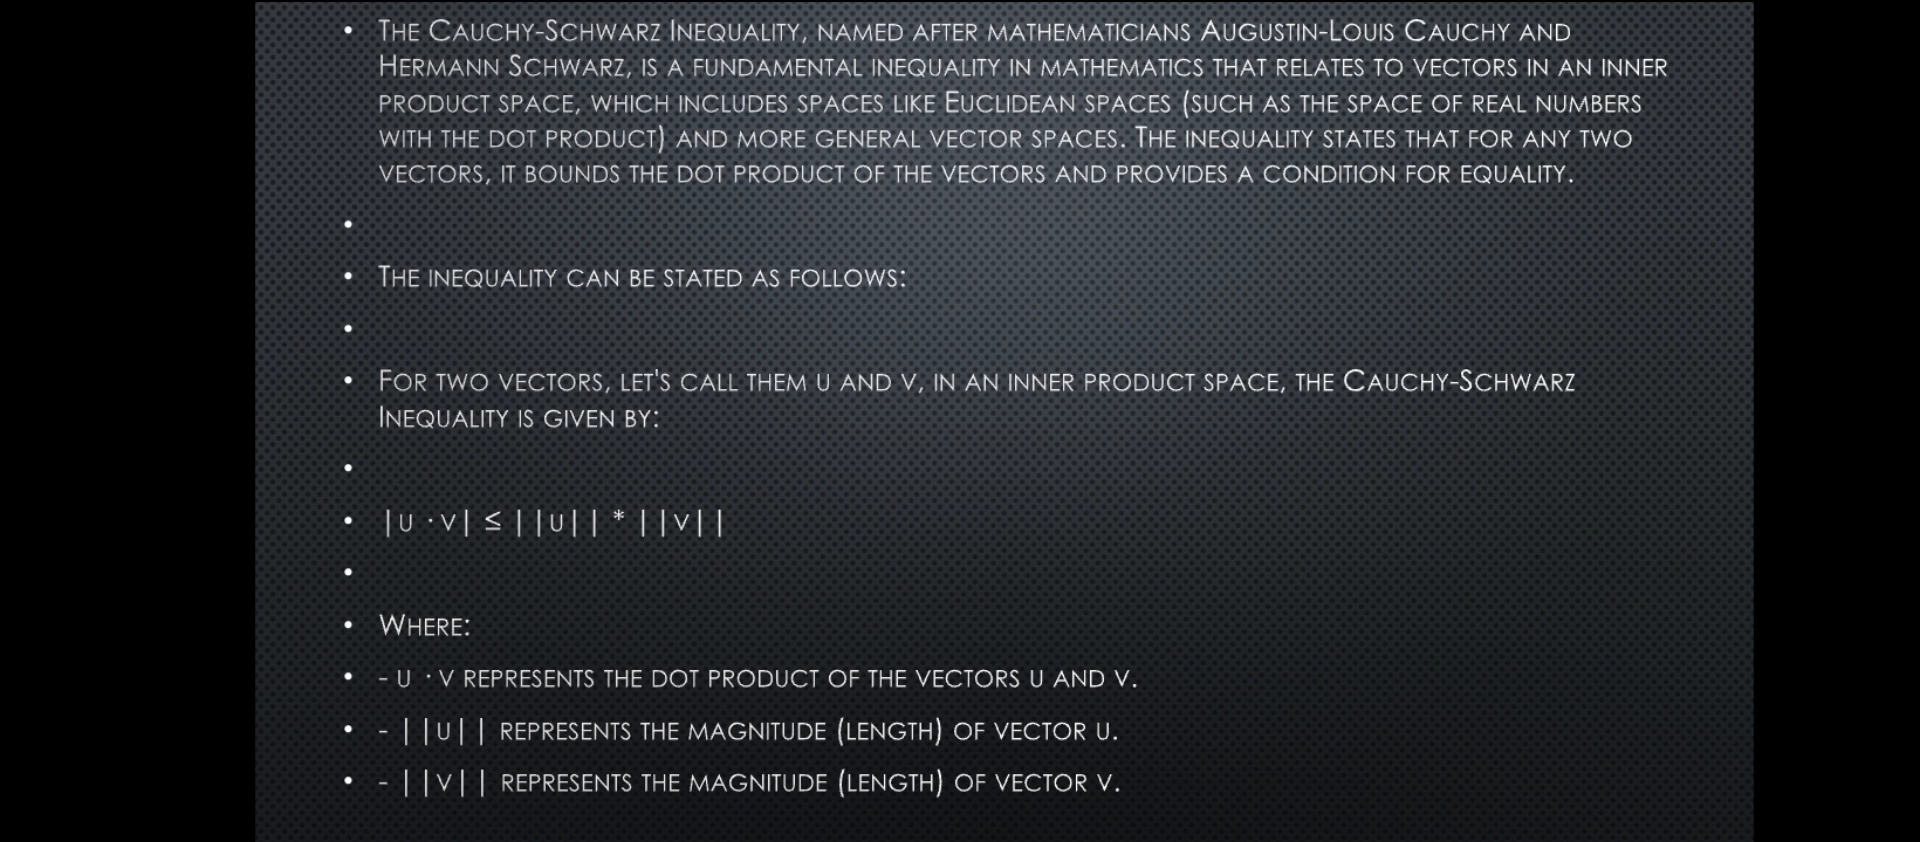 • The Cauchy-Schwarz Inequality, named after mathematicians Augustin-Louis Cauchy and
Hermann Schwarz, is a fundamental inequality in mathematics that relates to vectors in an inner
product space, which includes spaces like Euclidean spaces (such as the space of real numbers
with the dot product) and more general vector spaces. The inequality states that for any two
vectors, it bounds the dot product of the vectors and provides a condition for equality.
•
• The inequality can be stated as follows:
•
• For two vectors, let's call them u and v, in an inner product space, the Cauchy-Schwarz
Inequality is given by:
•
• |u · v| ≤ ||u|| * ||v||
•
• Where:
• - u · v represents the dot product of the vectors u and v.
• - ||u|| represents the magnitude (length) of vector u.
• - ||v|| represents the magnitude (length) of vector v.